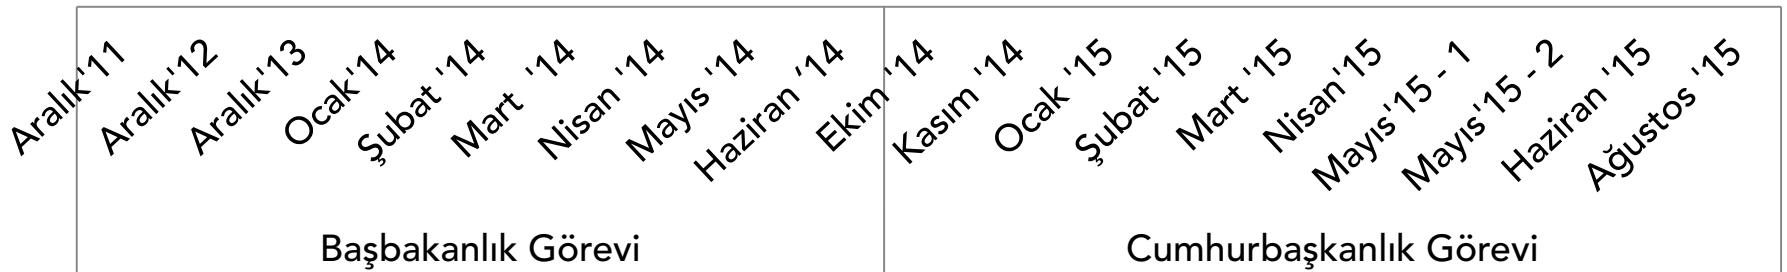 Aralık'11
Aralık'12
Aralık'13
Ocak'14
Şubat '14
Mart '14
Nisan '14
Mayıs '14
Haziran ‘14
Ekim '14
Kasım '14
Ocak '15
Şubat '15
Mart '15
Nisan'15
Mayıs'15 - 1
Mayıs'15 - 2
Haziran '15
Ağustos '15
Başbakanlık Görevi
Cumhurbaşkanlık Görevi